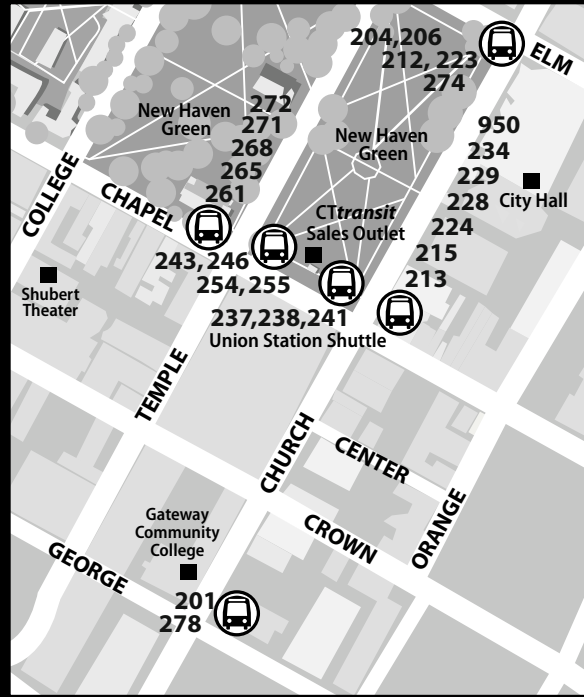 204,206
212, 223
274
ELM
New Haven
Green
272
271
268
265
261
New Haven
Green
950
234
229
228
224
215
213
City Hall
COLLEGE
CHAPEL
CTtransit
Sales Outlet
243, 246
254, 255
237,238,241
Union Station Shuttle
Shubert
Theater
TEMPLE
CHURCH
CENTER
ORANGE
CROWN
Gateway
Community
College
GEORGE
201
278